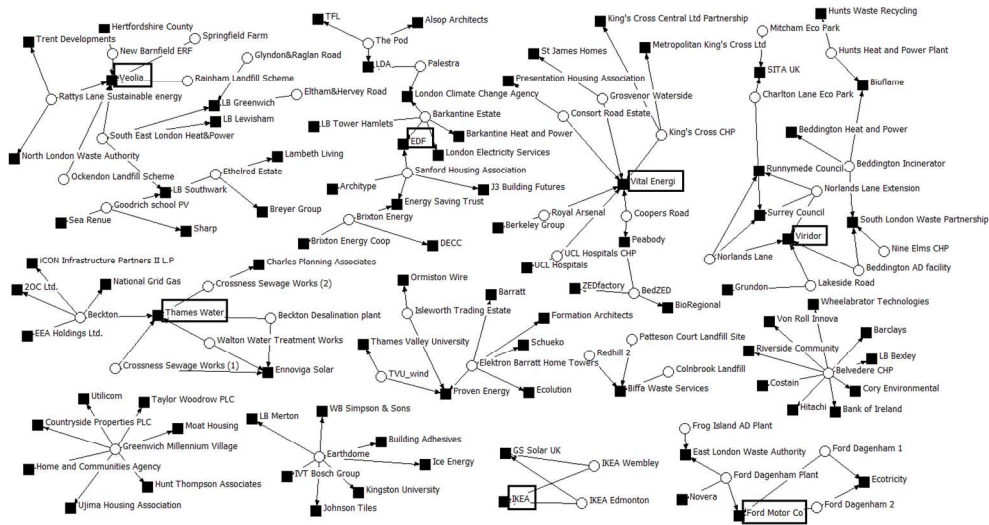 Hertfordshire County
Springfield Farm
Trent Developments
New Barnfield ERF
Glyndon&Raglan Road
Veolia
Rainham Landfill Scheme
Rattys Lane Sustainable energy
LB Greenwich
Eltham&Hervey Road
LB Lewisham
South East London Heat&Power
North London Waste Authority
Lambeth Living
Ockendon Landfill Scheme
Ethelred Estate
LB Southwark
Goodrich school PV
Sea Renue
Sharp
Breyer Group
TFL
Alsop Architects
The Pod
LDA
Palestra
London Climate Change Agency
Barkantine Estate
LB Tower Hamlets
Barkantine Heat and Power
EDF
London Electricity Services
Sanford Housing Association
Architype
J3 Building Futures
Energy Saving Trust
Brixton Energy
Brixton Energy Coop
DECC
King's Cross Central Ltd Partnership
St James Homes
Metropolitan King's Cross Ltd
Presentation Housing Association
Grosvenor Waterside
Consort Road Estate
King's Cross CHP
Vital Energi
Royal Arsenal
Coopers Road
Berkeley Group
Peabody
UCL Hospitals CHP
UCL Hospitals
ZEDfactory
BedZED
BioRegional
Hunts Waste Recycling
Mitcham Eco Park
Hunts Heat and Power Plant
SITA UK
Bioflame
Charlton Lane Eco Park
Beddington Heat and Power
Runnymede Council
Beddington Incinerator
Norlands Lane Extension
Surrey Council
South London Waste Partnership
Viridor
Nine Elms CHP
Norlands Lane
Beddington AD facility
Grundon
Lakeside Road
iCON Infrastructure Partners II L.P
Charles Planning Associates
2OC Ltd.
National Grid Gas
Crossness Sewage Works (2)
Beckton
Thames Water
Beckton Desalination plant
EEA Holdings Ltd.
Walton Water Treatment Works
Crossness Sewage Works (1)
Ennoviga Solar
Ormiston Wire
Barratt
Isleworth Trading Estate
Formation Architects
Thames Valley University
Schueko
Elektron Barratt Home Towers
TVU_wind
Proven Energy
Ecolution
Patteson Court Landfill Site
Redhill 2
Colnbrook Landfill
Biffa Waste Services
Wheelabrator Technologies
Von Roll Innova
Barclays
Riverside Community
LB Bexley
Belvedere CHP
Costain
Cory Environmental
Hitachi
Bank of Ireland
Utilicom
Taylor Woodrow PLC
Countryside Properties PLC
Moat Housing
Greenwich Millennium Village
Home and Communities Agency
Hunt Thompson Associates
Ujima Housing Association
LB Merton
WB Simpson & Sons
Building Adhesives
Earthdome
Ice Energy
IVT Bosch Group
Kingston University
Johnson Tiles
GS Solar UK
IKEA Wembley
IKEA
IKEA Edmonton
Frog Island AD Plant
East London Waste Authority
Ford Dagenham 1
Ford Dagenham Plant
Ecotricity
Novera
Ford Motor Co
Ford Dagenham 2